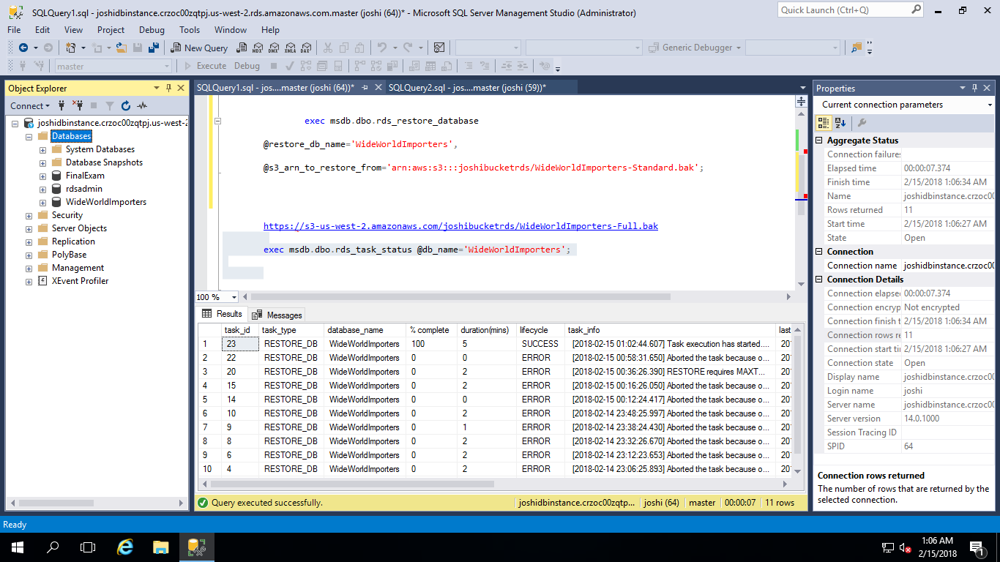 SQLQuery1.sql - joshidbinstance.crzoc00zqtpj.us-west-2.rds.amazonaws.com.master (joshi (64))* - Microsoft SQL Server Management Studio (Administrator)
Quick Launch (Ctrl+Q)
File Edit View Project Debug Tools Window Help
New Query MDX DMX XMLA DAX Generic Debugger
master Execute Debug
Object Explorer
Connect
joshidbinstance.crzoc00zqtpj.us-west-2
Databases
System Databases
Database Snapshots
FinalExam
rdsadmin
WideWorldImporters
Security
Server Objects
Replication
PolyBase
Management
XEvent Profiler
SQLQuery1.sql - jos....master (joshi (64))* SQLQuery2.sql - jos....master (joshi (59))*
exec msdb.dbo.rds_restore_database
@restore_db_name='WideWorldImporters',
@s3_arn_to_restore_from='arn:aws:s3:::joshibucketrds/WideWorldImporters-Standard.bak';
https://s3-us-west-2.amazonaws.com/joshibucketrds/WideWorldImporters-Full.bak
exec msdb.dbo.rds_task_status @db_name='WideWorldImporters';
100 %
Results Messages
task_id task_type database_name % complete duration(mins) lifecycle task_info last
1 23 RESTORE_DB WideWorldImporters 100 5 SUCCESS [2018-02-15 01:02:44.607] Task execution has started.... 201
2 22 RESTORE_DB WideWorldImporters 0 0 ERROR [2018-02-15 00:58:31.650] Aborted the task because o... 201
3 20 RESTORE_DB WideWorldImporters 0 2 ERROR [2018-02-15 00:36:26.390] RESTORE requires MAXT... 201
4 15 RESTORE_DB WideWorldImporters 0 2 ERROR [2018-02-15 00:16:26.050] Aborted the task because o... 201
5 14 RESTORE_DB WideWorldImporters 0 0 ERROR [2018-02-15 00:12:24.417] Aborted the task because o... 201
6 10 RESTORE_DB WideWorldImporters 0 2 ERROR [2018-02-14 23:48:25.997] Aborted the task because o... 201
7 9 RESTORE_DB WideWorldImporters 0 1 ERROR [2018-02-14 23:38:24.430] Aborted the task because o... 201
8 8 RESTORE_DB WideWorldImporters 0 2 ERROR [2018-02-14 23:32:26.670] Aborted the task because o... 201
9 6 RESTORE_DB WideWorldImporters 0 2 ERROR [2018-02-14 23:12:23.653] Aborted the task because o... 201
10 4 RESTORE_DB WideWorldImporters 0 2 ERROR [2018-02-14 23:06:25.893] Aborted the task because o... 201
Query executed successfully. joshidbinstance.crzoc00zqtp... joshi (64) master 00:00:07 11 rows
Properties
Current connection parameters
Aggregate Status
Connection failures
Elapsed time 00:00:07.374
Finish time 2/15/2018 1:06:34 AM
Name joshidbinstance.crzoc00
Rows returned 11
Start time 2/15/2018 1:06:27 AM
State Open
Connection
Connection name joshidbinstance.crzoc00
Connection Details
Connection elapse 00:00:07.374
Connection encryp Not encrypted
Connection finish t 2/15/2018 1:06:34 AM
Connection rows re 11
Connection start ti 2/15/2018 1:06:27 AM
Connection state Open
Display name joshidbinstance.crzoc00
Login name joshi
Server name joshidbinstance.crzoc00
Server version 14.0.1000
Session Tracing ID
SPID 64
Connection rows returned
The number of rows that are returned by the
selected connection.
Ready
1:06 AM
2/15/2018
1